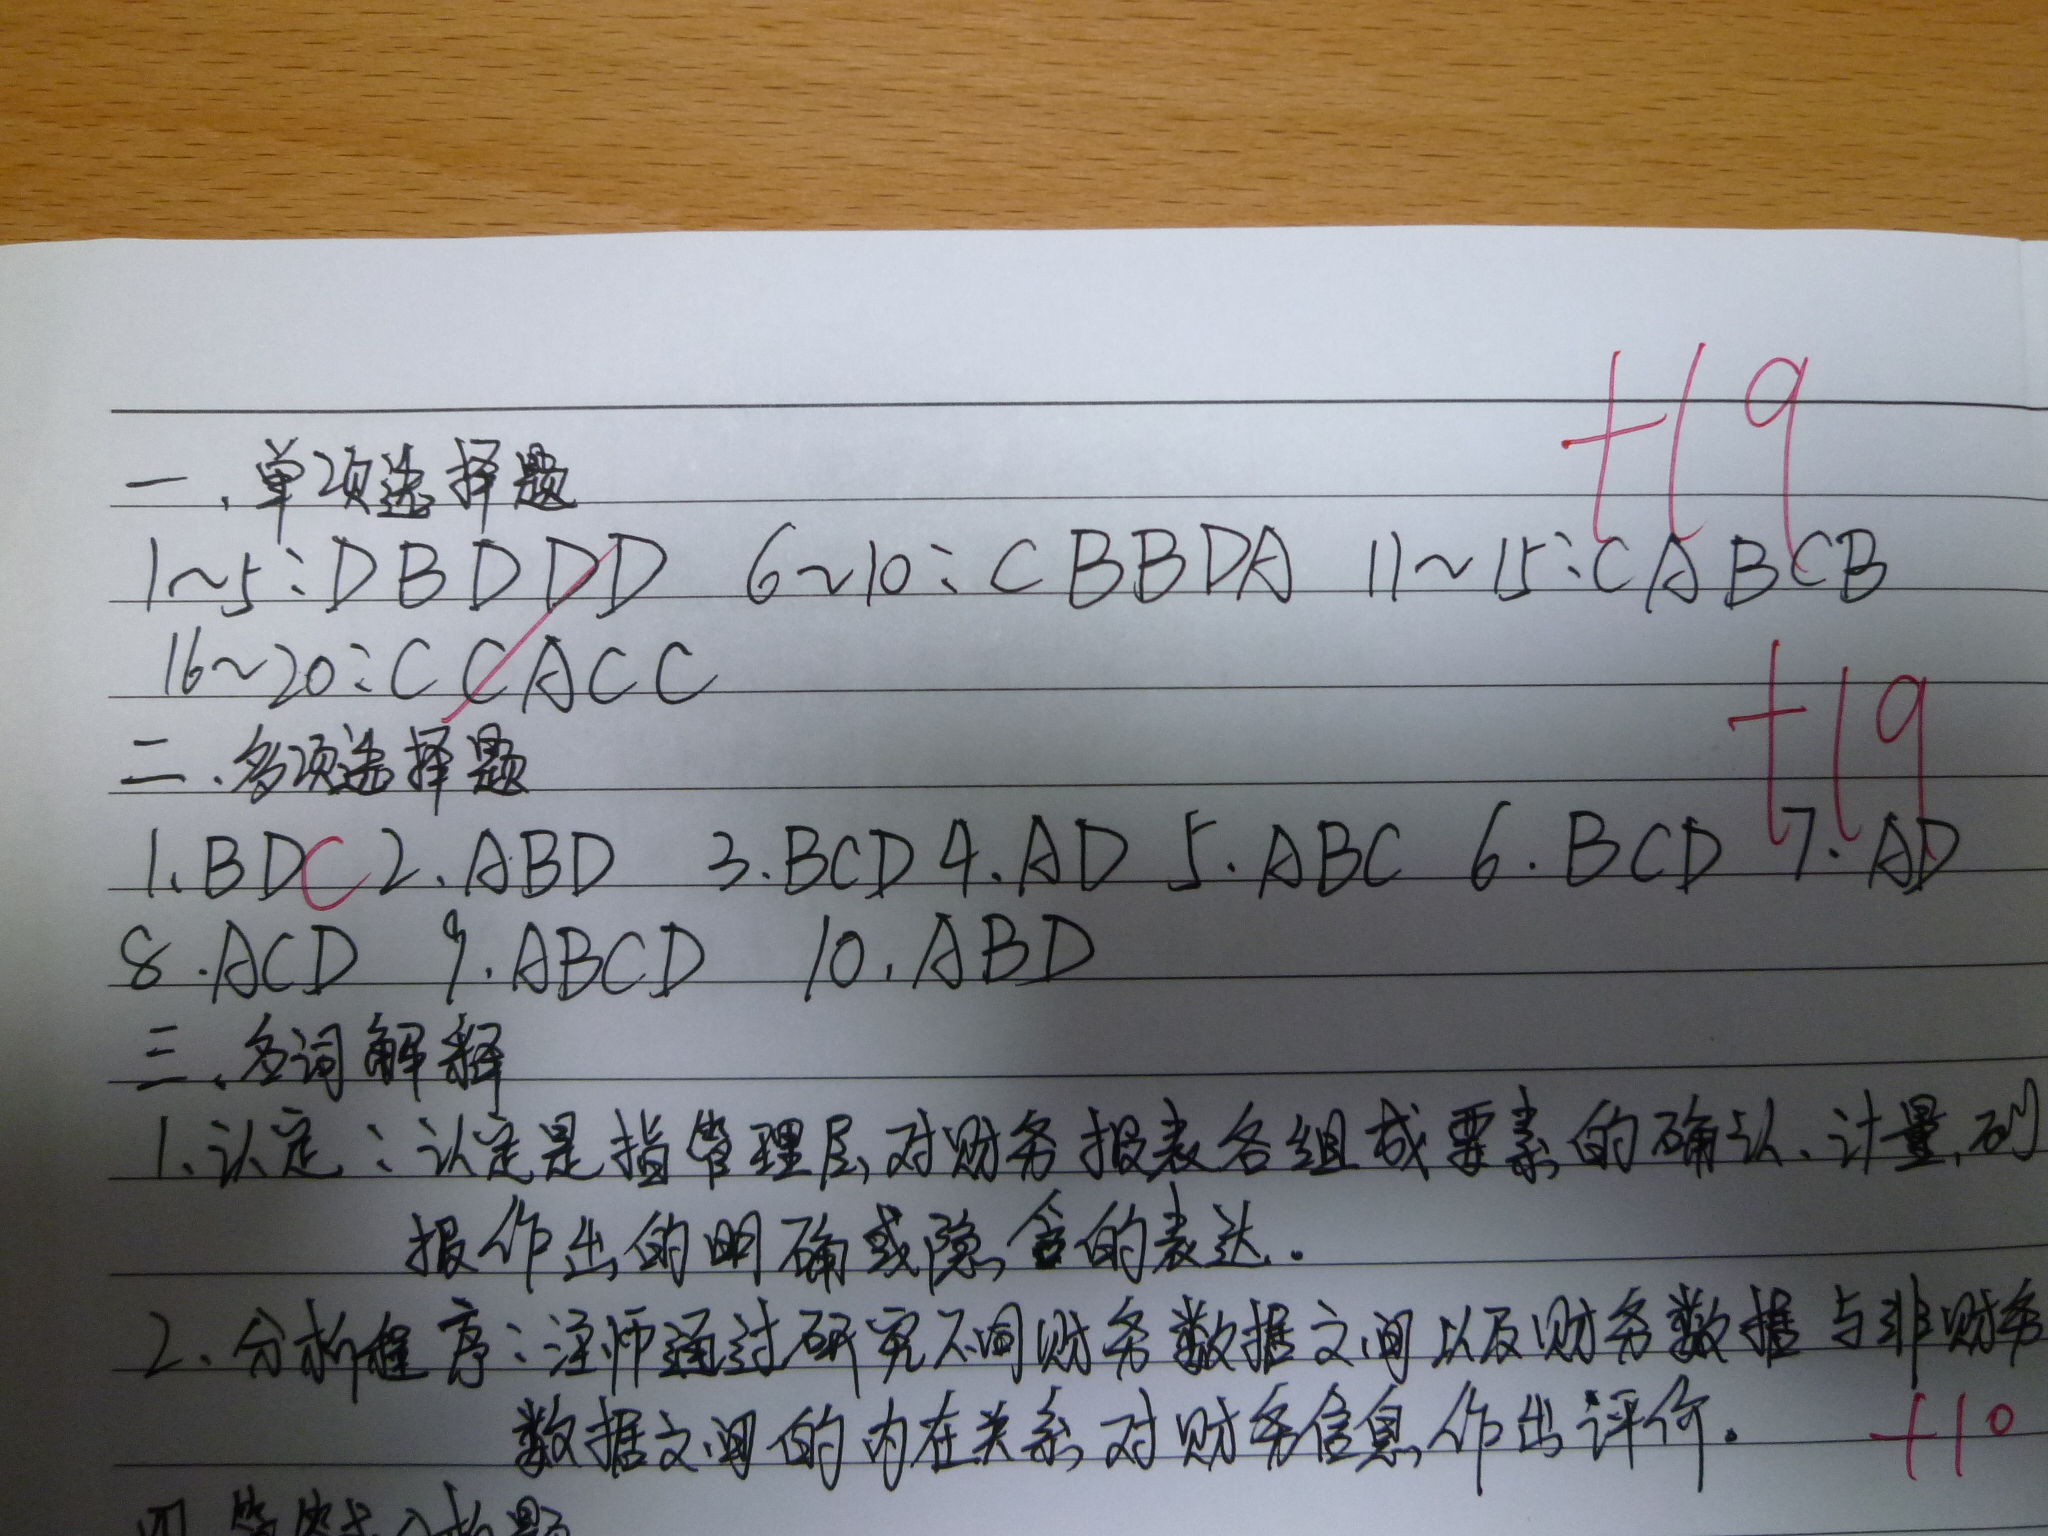 +19
一、单项选择题
1~5:DBDDD 6~10:CBBDA 11~15:CABCB
16~20:CCACC
+19
二、多项选择题
1.BDC 2.ABD 3.BCD 4.AD 5.ABC 6.BCD 7.AD
8.ACD 9.ABCD 10.ABD
三、名词解释
1.认定:认定是指管理层对财务报表各组成要素的确认、计量、列
报作出的明确或隐含的表达.
2.分析程序:注师通过研究不同财务数据之间以及财务数据与非财务
数据之间的内在关系对财务信息作出评价.
+10
四